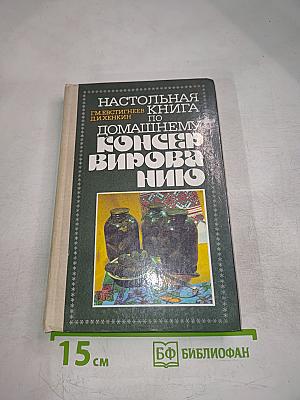 НАСТОЛЬНАЯ
Г.М.ЕВСТИГНЕЕВ КНИГА
Д.И.ХЕНКИН ПО
ДОМАШНЕМУ
КОНСЕР
ВИРОВА
НИЮ
15 см
БФ БИБЛИОФАН